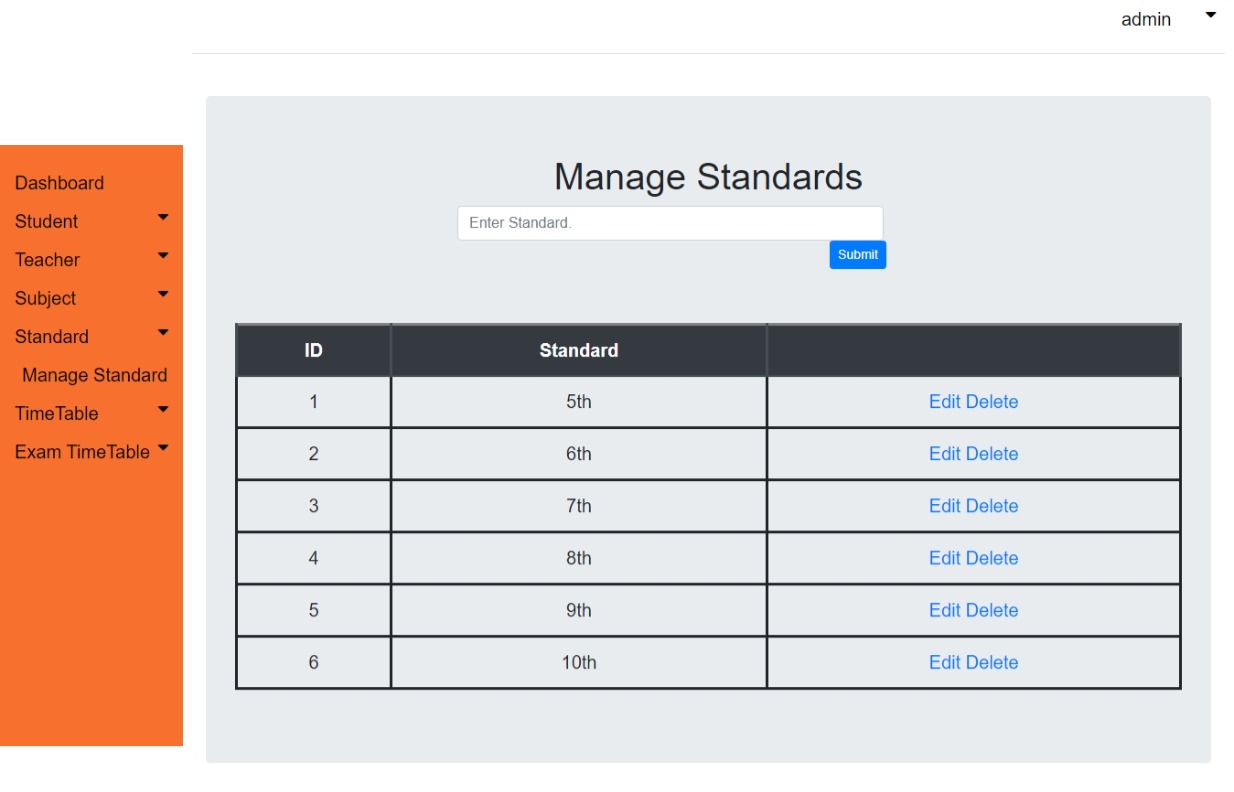 admin
Dashboard
Student
Teacher
Subject
Standard
Manage Standard
TimeTable
Exam TimeTable
Manage Standards
Enter Standard.
Submit
ID Standard
1 5th Edit Delete
2 6th Edit Delete
3 7th Edit Delete
4 8th Edit Delete
5 9th Edit Delete
6 10th Edit Delete